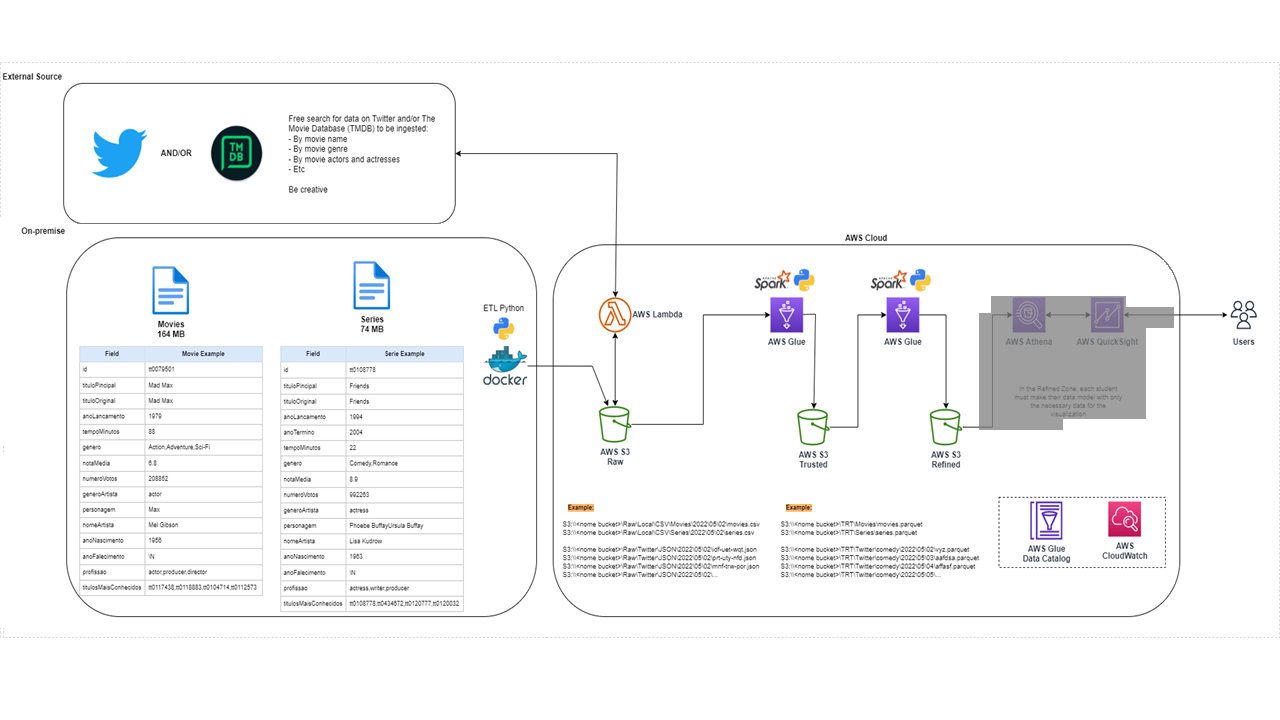 External Source
TM
DB
AND/OR
Free search for data on Twitter and/or The
Movie Database (TMDB) to be ingested:
- By movie name
- By movie genre
- By movie actors and actresses
- Etc
Be creative
On-premise
Movies
164 MB
Field Movie Example
id tt0079501
tituloPincipal Mad Max
tituloOriginal Mad Max
anoLancamento 1979
tempoMinutos 88
genero Action,Adventure,Sci-Fi
notaMedia 6.8
numeroVotos 208852
generoArtista actor
personagem Max
nomeArtista Mel Gibson
anoNascimento 1956
anoFalecimento \N
profissao actor,producer,director
titulosMaisConhecidos tt0117438,tt0118883,tt0104714,tt0112573
Series
74 MB
Field Serie Example
id tt0108778
tituloPincipal Friends
tituloOriginal Friends
anoLancamento 1994
anoTermino 2004
tempoMinutos 22
genero Comedy,Romance
notaMedia 8.9
numeroVotos 992263
generoArtista actress
personagem Phoebe BuffayUrsula Buffay
nomeArtista Lisa Kudrow
anoNascimento 1963
anoFalecimento \N
profissao actress,writer,producer
titulosMaisConhecidos tt0108778,tt0434672,tt0120777,tt0120032
ETL Python
docker
AWS Cloud
AWS Lambda
AWS S3
Raw
APACHE Spark
AWS Glue
APACHE Spark
AWS Glue
AWS S3
Trusted
AWS S3
Refined
AWS Athena
AWS QuickSight
In the Refined Zone, each student
must make their data model with only
the necessary data for the
visualization
Users
Example:
S3:\\<nome bucket>\Raw\Local\CSV\Movies\2022\05\02\movies.csv
S3:\\<nome bucket>\Raw\Local\CSV\Series\2022\05\02\series.csv
S3:\\<nome bucket>\Raw\Twitter\JSON\2022\05\02\idf-uet-wqt.json
S3:\\<nome bucket>\Raw\Twitter\JSON\2022\05\02\prt-uty-nfd.json
S3:\\<nome bucket>\Raw\Twitter\JSON\2022\05\02\mnf-trw-por.json
S3:\\<nome bucket>\Raw\Twitter\JSON\2022\05\02\...
Example:
S3:\\<nome bucket>\TRT\Movies\movies.parquet
S3:\\<nome bucket>\TRT\Series\series.parquet
S3:\\<nome bucket>\TRT\Twitter\comedy\2022\05\02\xyz.parquet
S3:\\<nome bucket>\TRT\Twitter\comedy\2022\05\03\aafdsa.parquet
S3:\\<nome bucket>\TRT\Twitter\comedy\2022\05\04\affasf.parquet
S3:\\<nome bucket>\TRT\Twitter\comedy\2022\05\05\...
AWS Glue
Data Catalog
AWS
CloudWatch